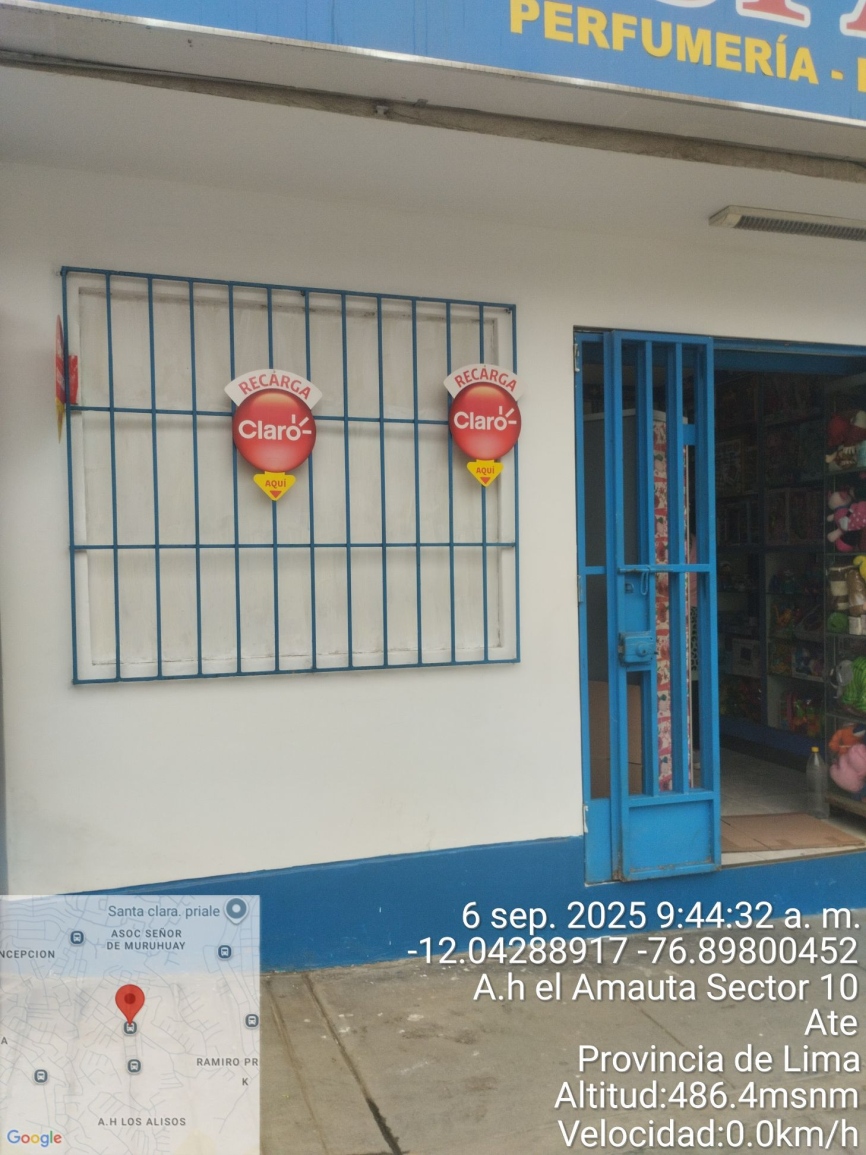 PERFUMERÍA -
RECARGA
Claro
AQUÍ
RECARGA
Claro
AQUÍ
Santa clara. priale
ASOC SEÑOR
DE MURUHUAY
NCEPCION
RAMIRO PR
K
A.H LOS ALISOS
Google
6 sep. 2025 9:44:32 a. m.
-12.04288917 -76.89800452
A.h el Amauta Sector 10
Ate
Provincia de Lima
Altitud:486.4msnm
Velocidad:0.0km/h